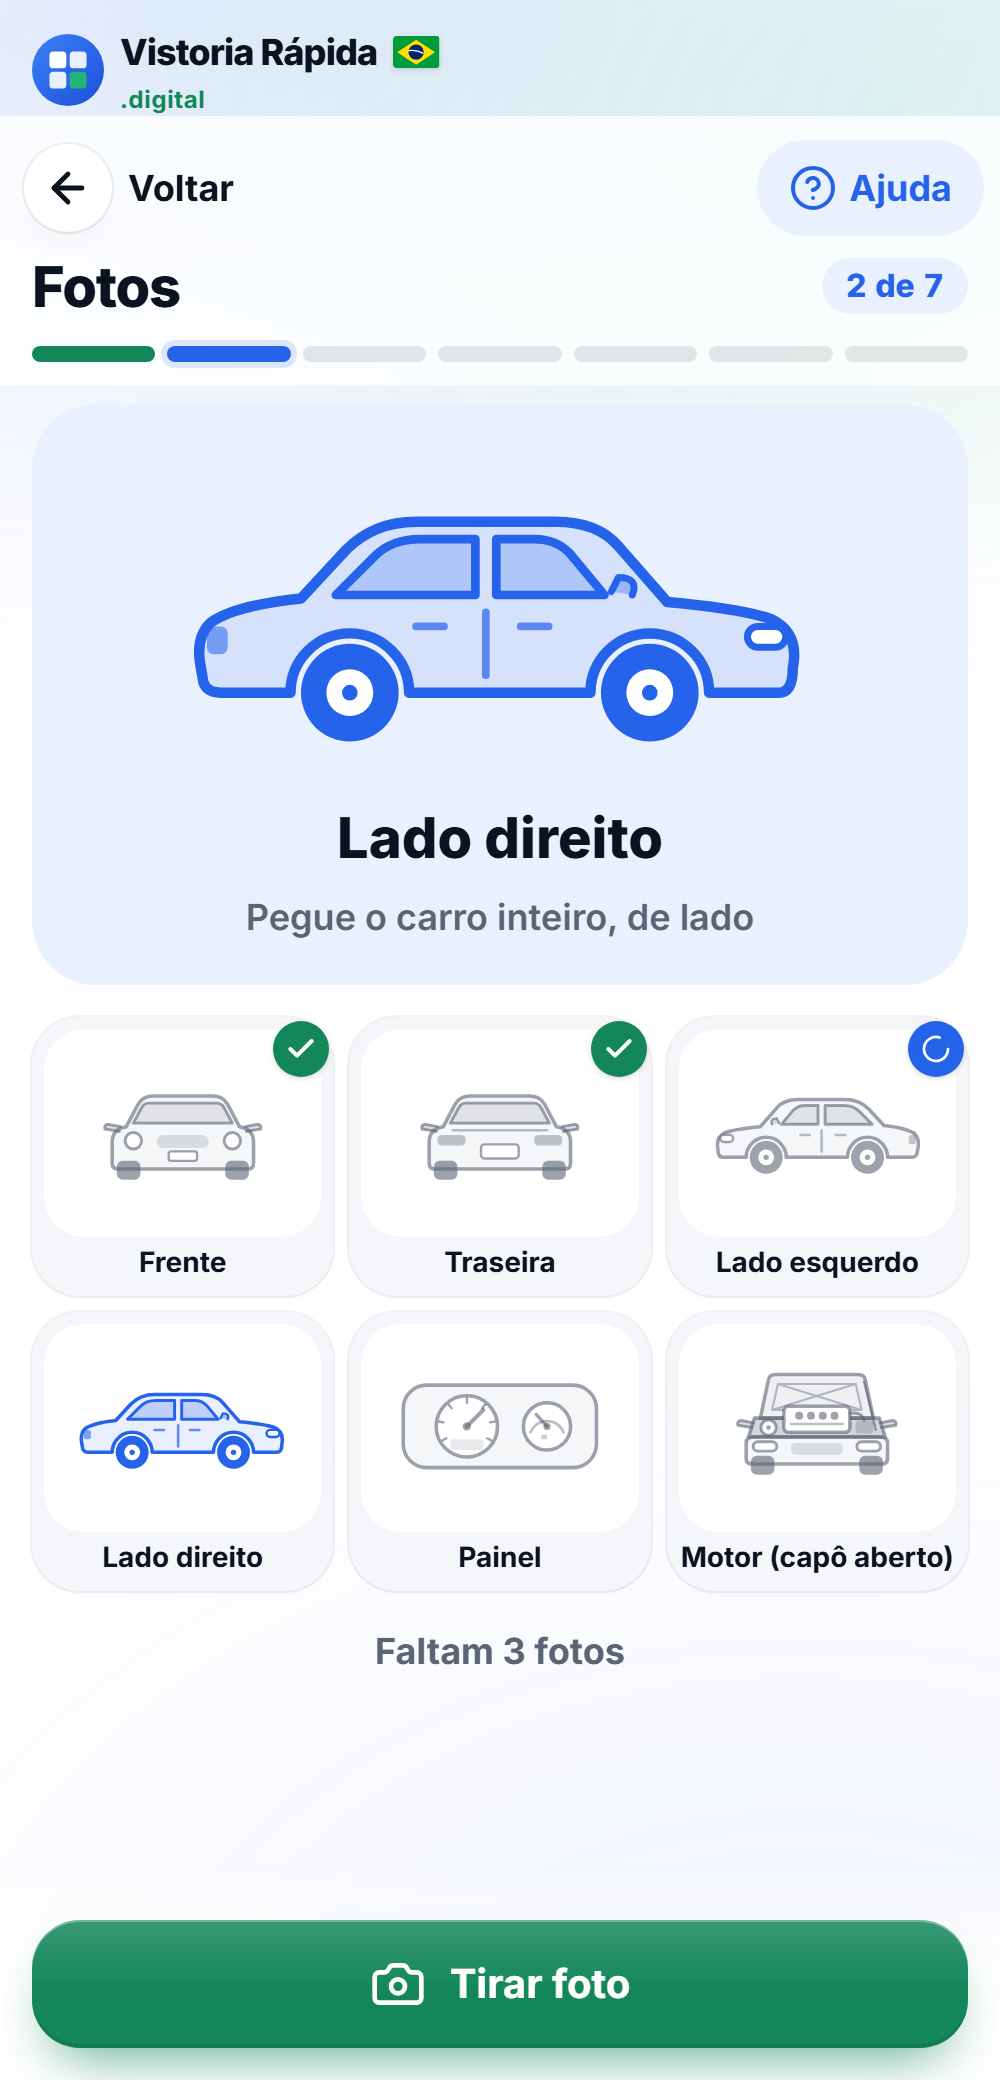 Vistoria Rápida
.digital
Voltar
Ajuda
Fotos
2 de 7
Lado direito
Pegue o carro inteiro, de lado
Frente
Traseira
Lado esquerdo
Lado direito
Painel
Motor (capô aberto)
Faltam 3 fotos
Tirar foto